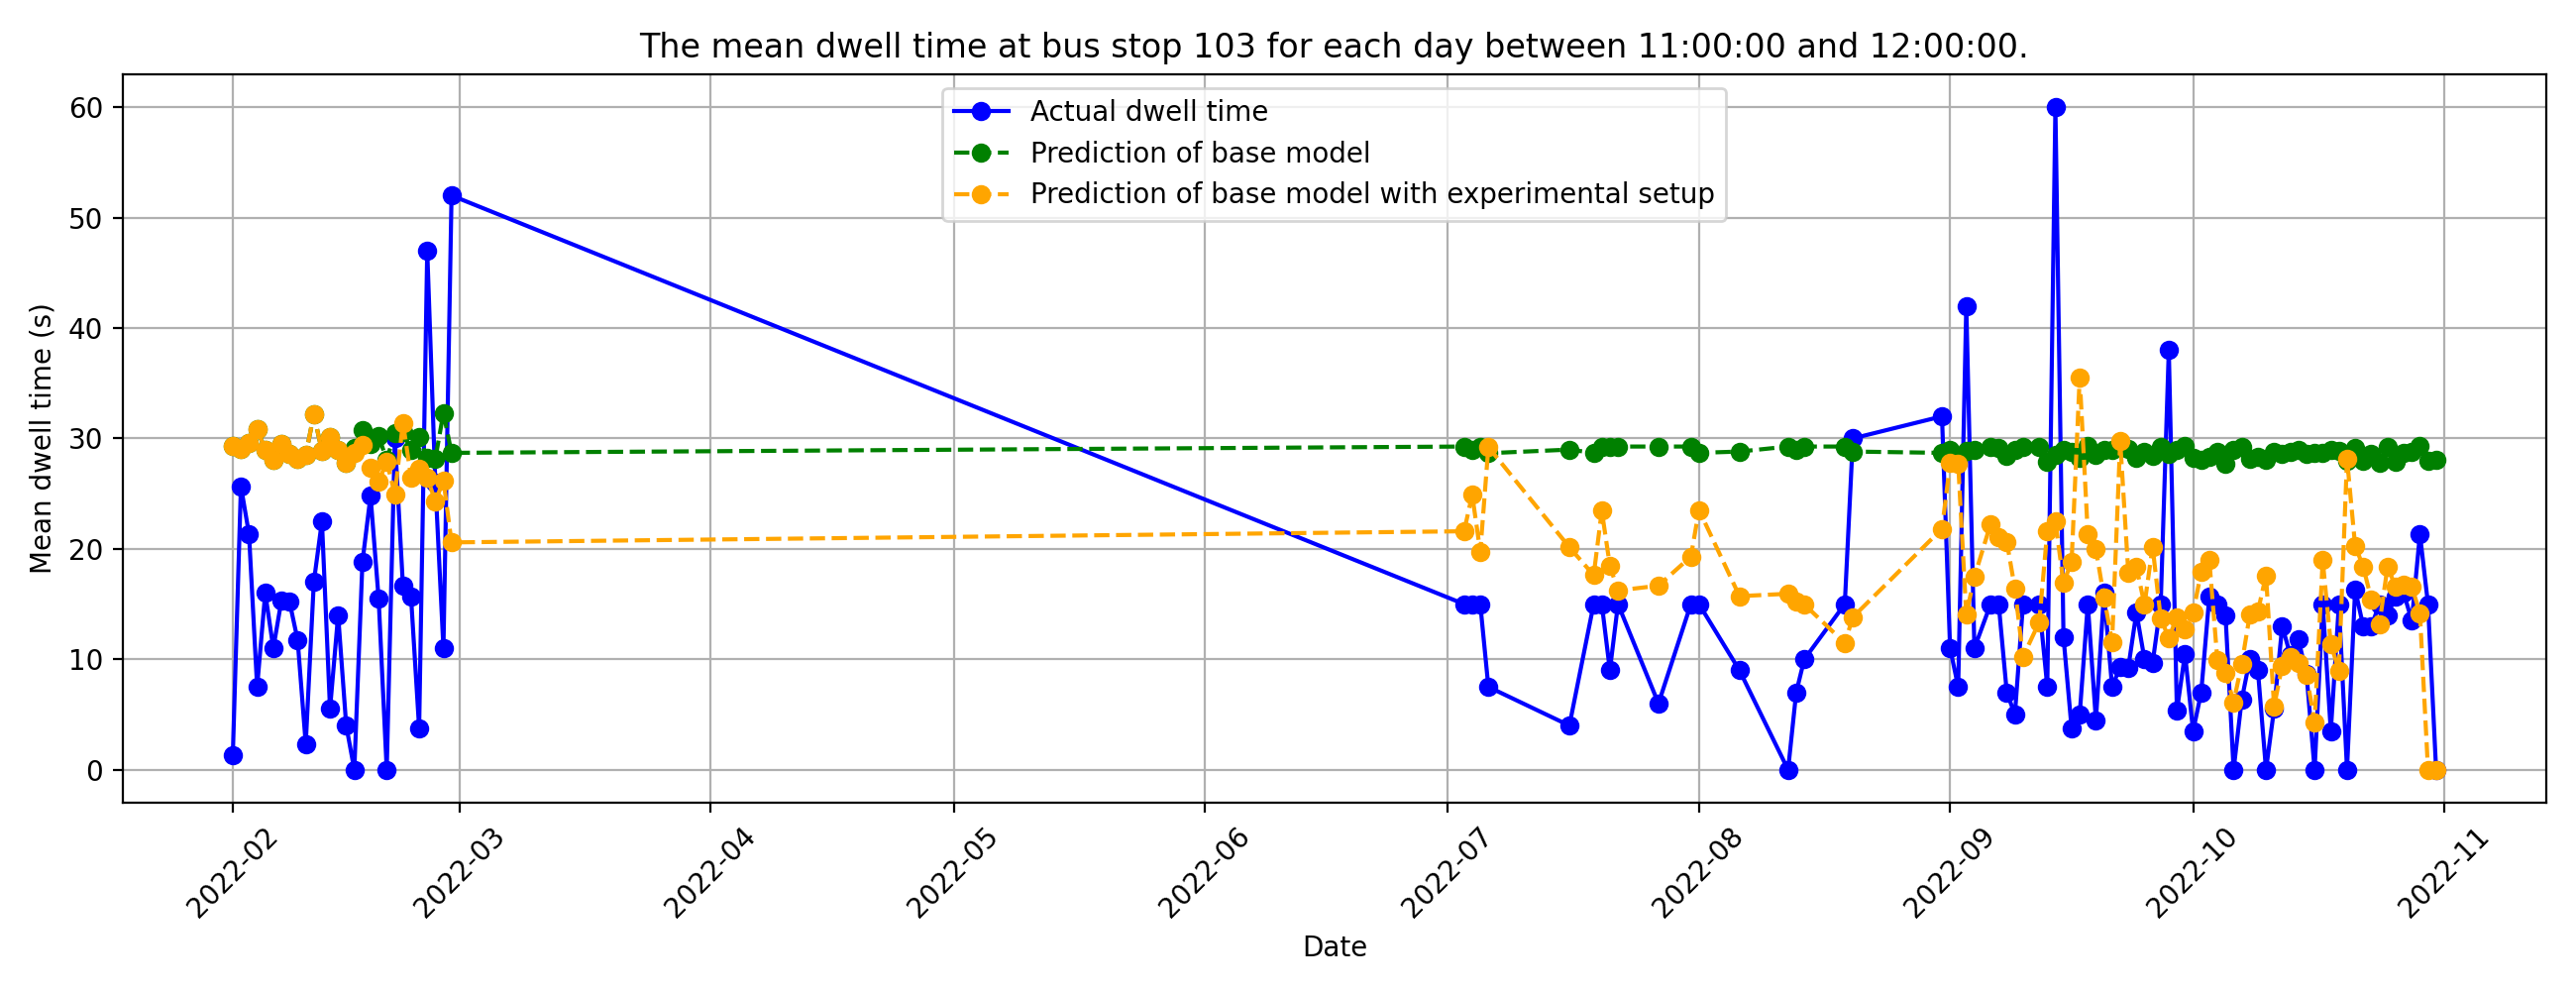 The mean dwell time at bus stop 103 for each day between 11:00:00 and 12:00:00.
Actual dwell time
Prediction of base model
Prediction of base model with experimental setup
Mean dwell time (s)
60
50
40
30
20
10
0
2022-02
2022-03
2022-04
2022-05
2022-06
2022-07
2022-08
2022-09
2022-10
2022-11
Date